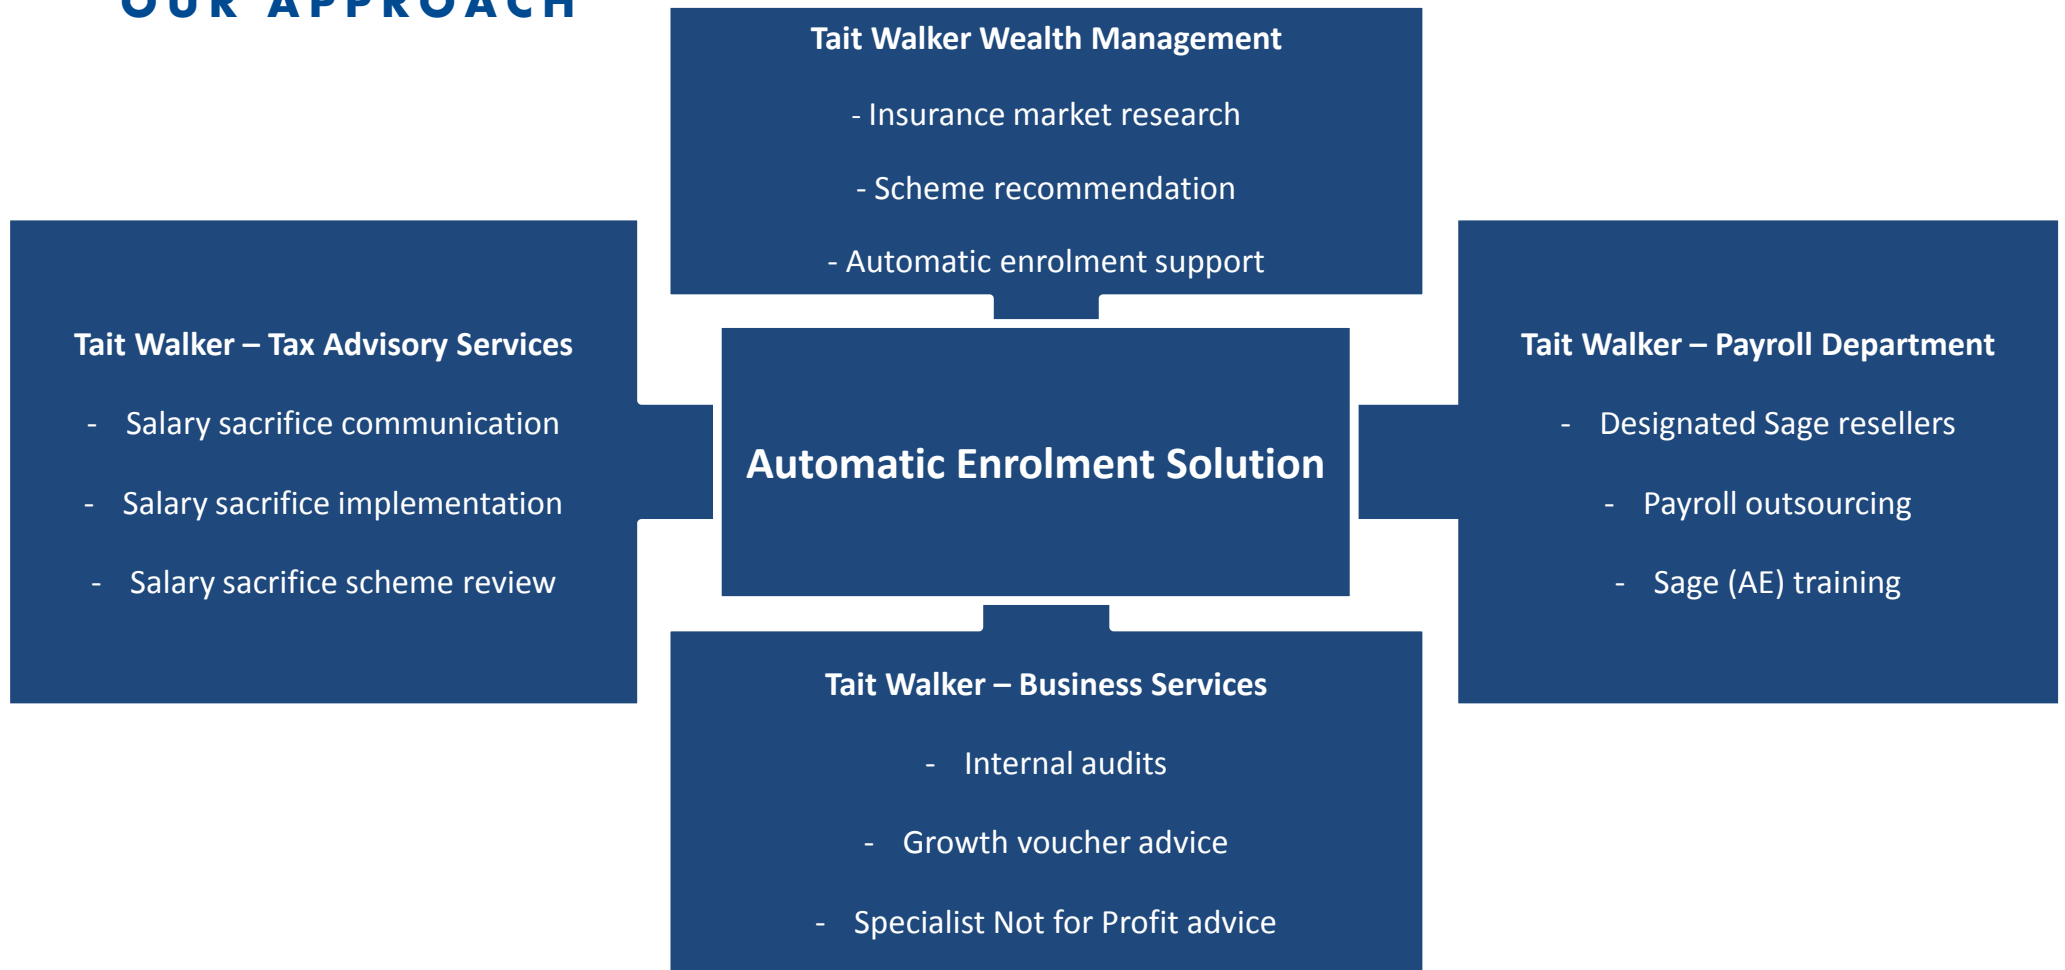 OUR APPROACH
Tait Walker Wealth Management
- Insurance market research
- Scheme recommendation
- Automatic enrolment support
Tait Walker – Tax Advisory Services
- Salary sacrifice communication
- Salary sacrifice implementation
- Salary sacrifice scheme review
Automatic Enrolment Solution
Tait Walker – Payroll Department
- Designated Sage resellers
- Payroll outsourcing
- Sage (AE) training
Tait Walker – Business Services
- Internal audits
- Growth voucher advice
- Specialist Not for Profit advice